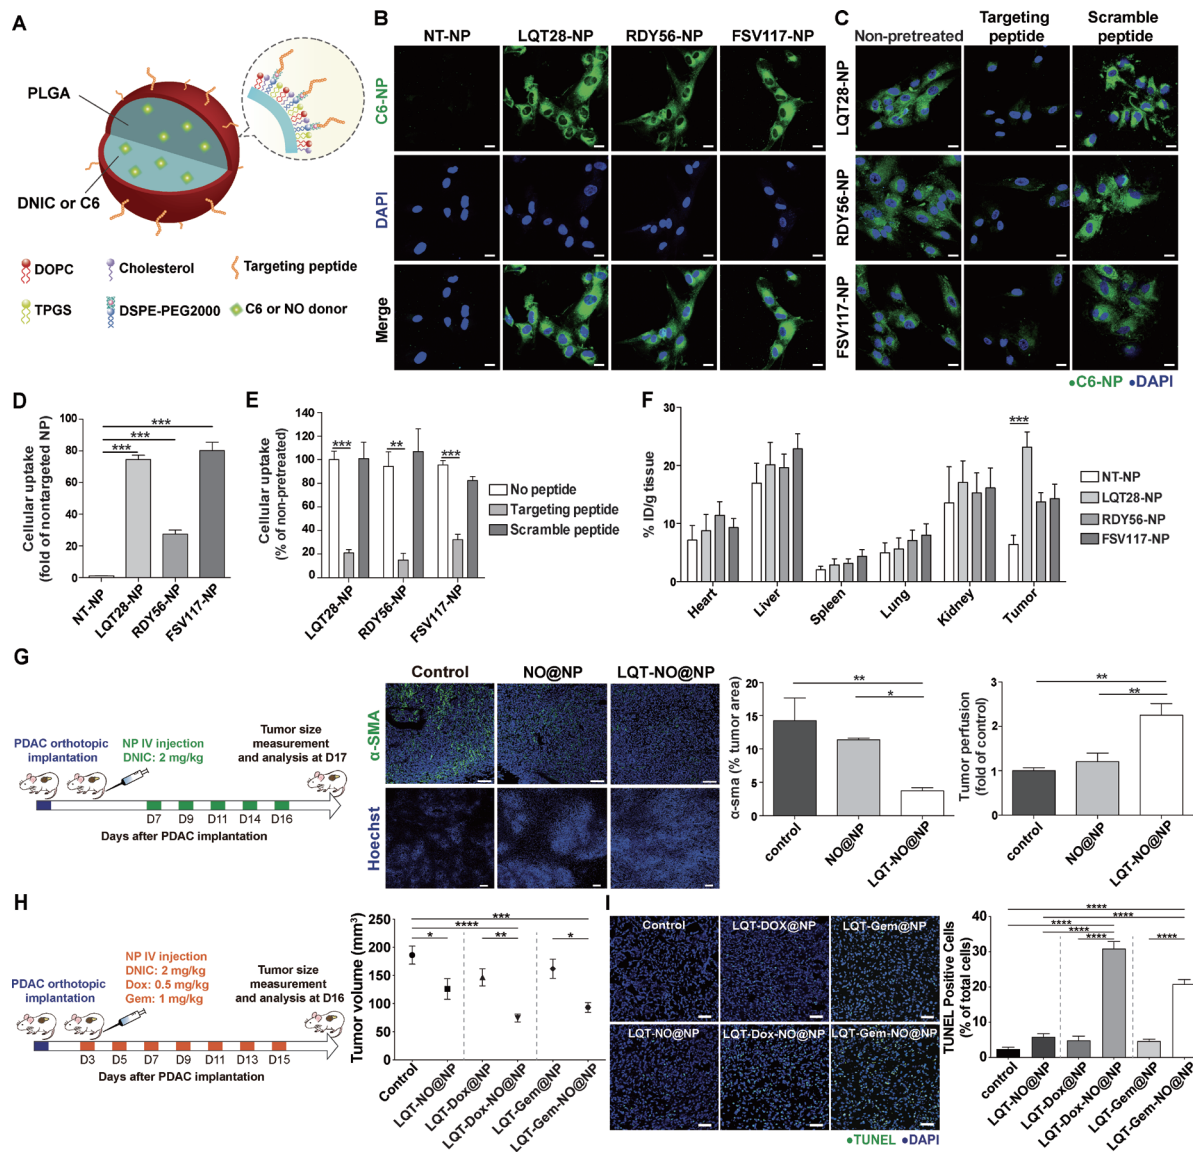 A
PLGA
DNIC or C6
DOPC
Cholesterol
Targeting peptide
TPGS
DSPE-PEG2000
C6 or NO donor
B
NT-NP
LQT28-NP
RDY56-NP
FSV117-NP
C6-NP
DAPI
Merge
C
Non-pretreated
Targeting
peptide
Scramble
peptide
LQT28-NP
RDY56-NP
FSV117-NP
C6-NP
DAPI
D
Cellular uptake
(fold of nontargeted NP)
100
80
60
40
20
0
***
***
***
NT-NP
LQT28-NP
RDY56-NP
FSV117-NP
E
Cellular uptake
(% of non-pretreated)
140
120
100
80
60
40
20
0
***
**
***
LQT28-NP
RDY56-NP
FSV117-NP
No peptide
Targeting peptide
Scramble peptide
F
% ID/g tissue
30
20
10
0
***
Heart
Liver
Spleen
Lung
Kidney
Tumor
NT-NP
LQT28-NP
RDY56-NP
FSV117-NP
G
PDAC orthotopic
implantation
NP IV injection
DNIC: 2 mg/kg
Tumor size
measurement
and analysis at D17
D7
D9
D11
D14
D16
Days after PDAC implantation
Control
NO@NP
LQT-NO@NP
α-SMA
Hoechst
α-sma (% tumor area)
20
15
10
5
0
**
*
control
NO@NP
LQT-NO@NP
Tumor perfusion
(fold of control)
3
2
1
0
**
**
control
NO@NP
LQT-NO@NP
H
PDAC orthotopic
implantation
NP IV injection
DNIC: 2 mg/kg
Dox: 0.5 mg/kg
Gem: 1 mg/kg
Tumor size
measurement
and analysis at D16
D3
D5
D7
D9
D11
D13
D15
Days after PDAC implantation
Tumor volume (mm³)
250
200
150
100
50
0
***
****
*
**
*
Control
LQT-NO@NP
LQT-Dox@NP
LQT-Dox-NO@NP
LQT-Gem@NP
LQT-Gem-NO@NP
I
Control
LQT-DOX@NP
LQT-Gem@NP
LQT-NO@NP
LQT-Dox-NO@NP
LQT-Gem-NO@NP
TUNEL
DAPI
TUNEL Positive Cells
(% of total cells)
40
30
20
10
0
****
****
****
****
****
****
control
LQT-NO@NP
LQT-Dox@NP
LQT-Dox-NO@NP
LQT-Gem@NP
LQT-Gem-NO@NP